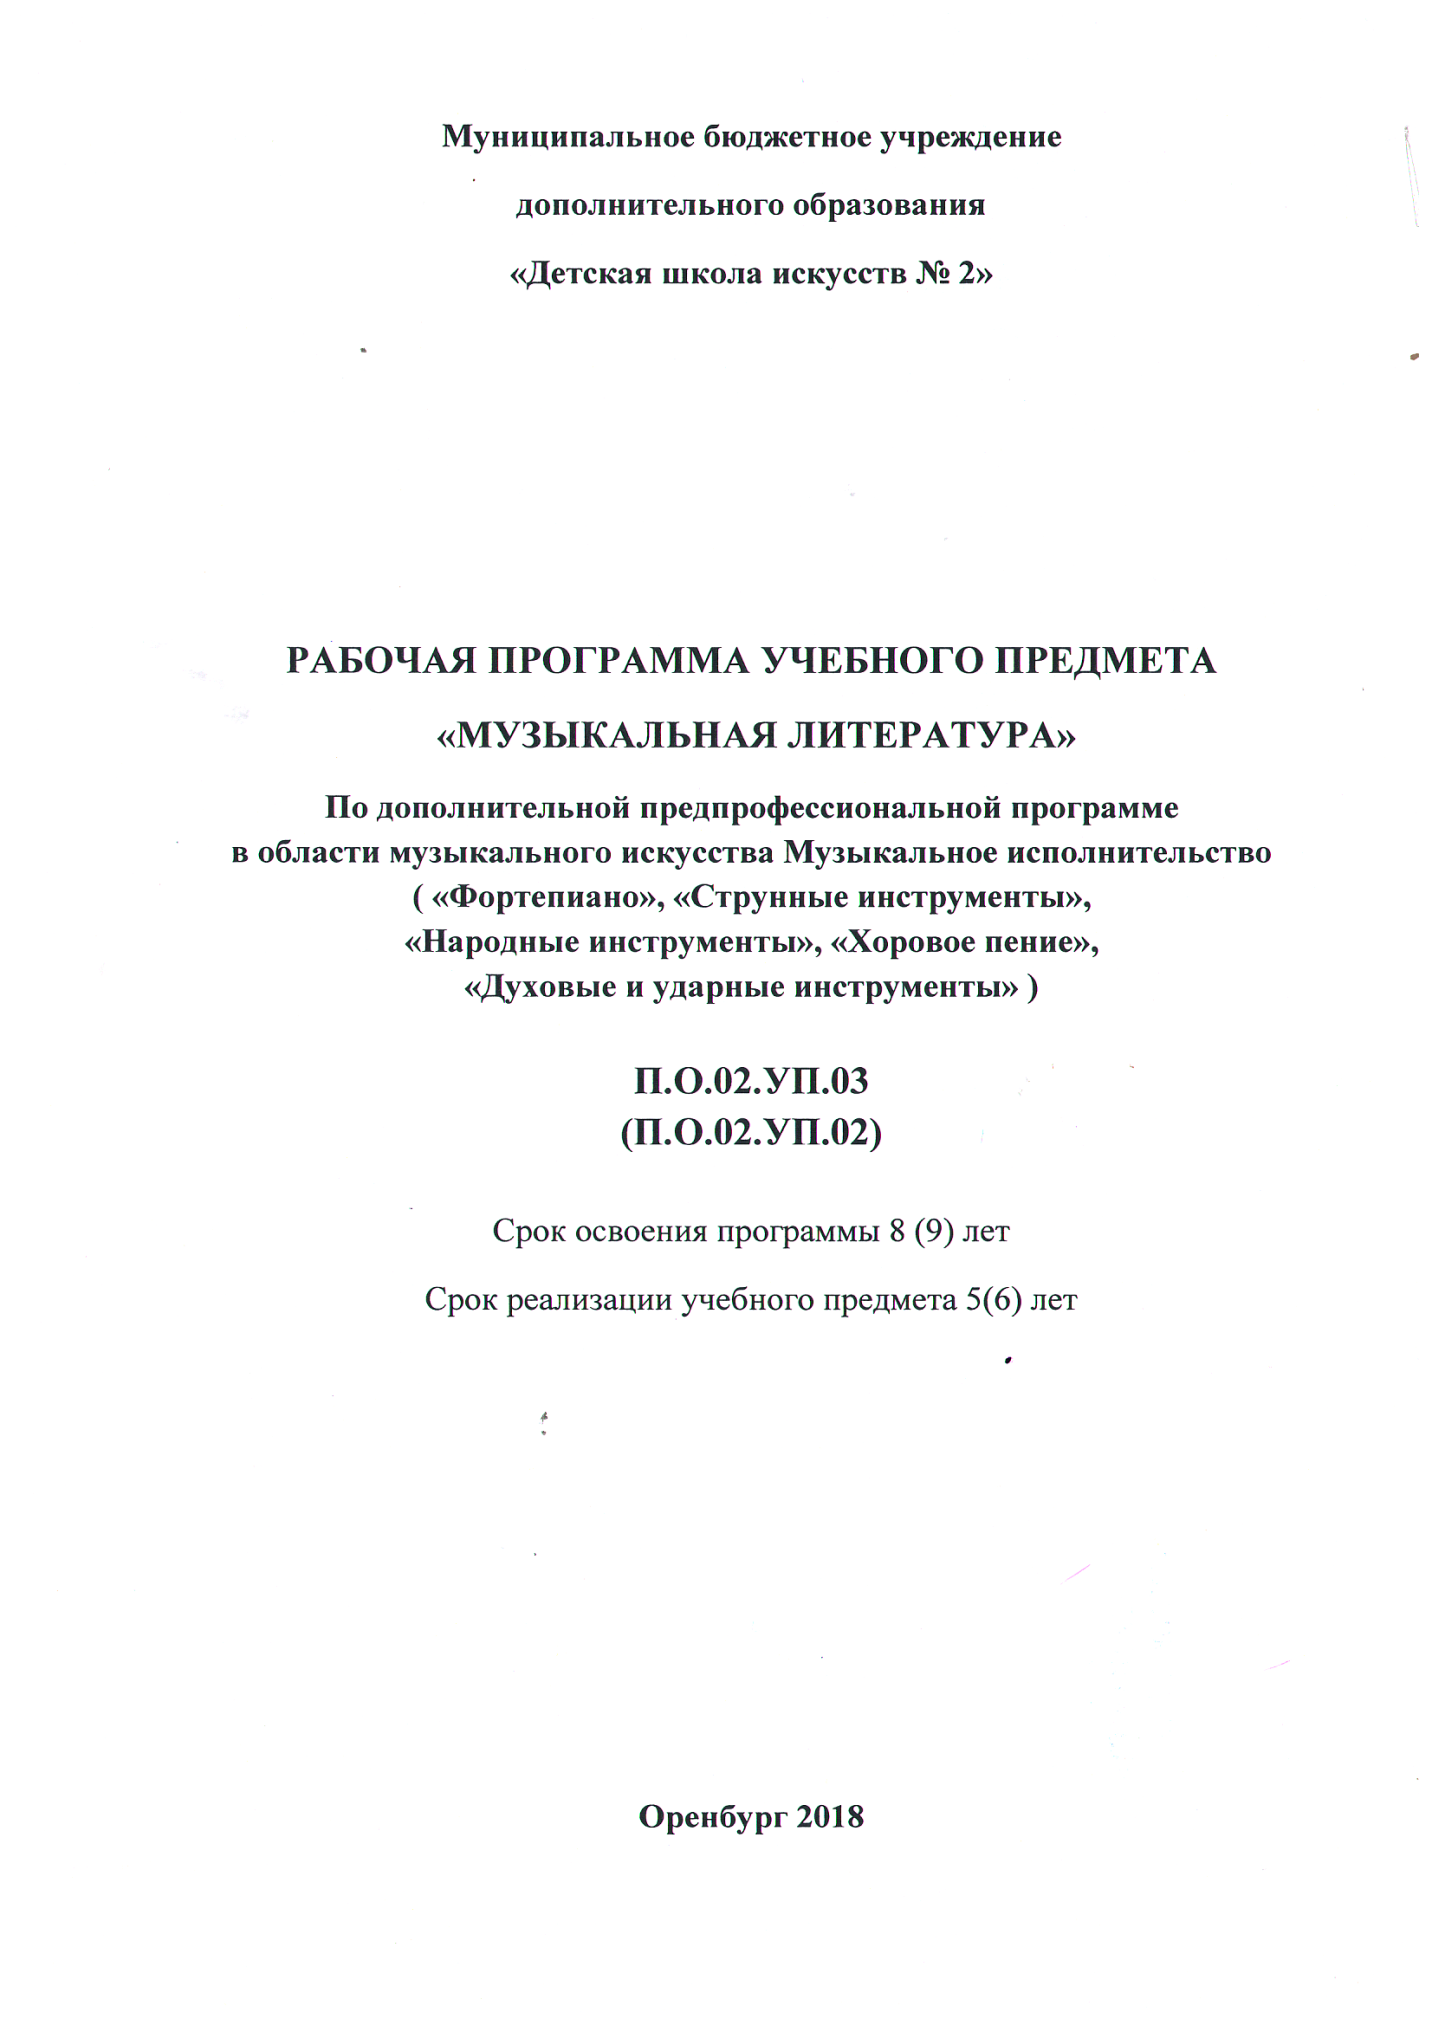 Муниципальное бюджетное учреждение
дополнительного образования
«Детская школа искусств № 2»
РАБОЧАЯ ПРОГРАММА УЧЕБНОГО ПРЕДМЕТА
«МУЗЫКАЛЬНАЯ ЛИТЕРАТУРА»
По дополнительной предпрофессиональной программе
в области музыкального искусства Музыкальное исполнительство
( «Фортепиано», «Струнные инструменты»,
«Народные инструменты», «Хоровое пение»,
«Духовые и ударные инструменты» )
П.О.02.УП.03
(П.О.02.УП.02)
Срок освоения программы 8 (9) лет
Срок реализации учебного предмета 5(6) лет
Оренбург 2018